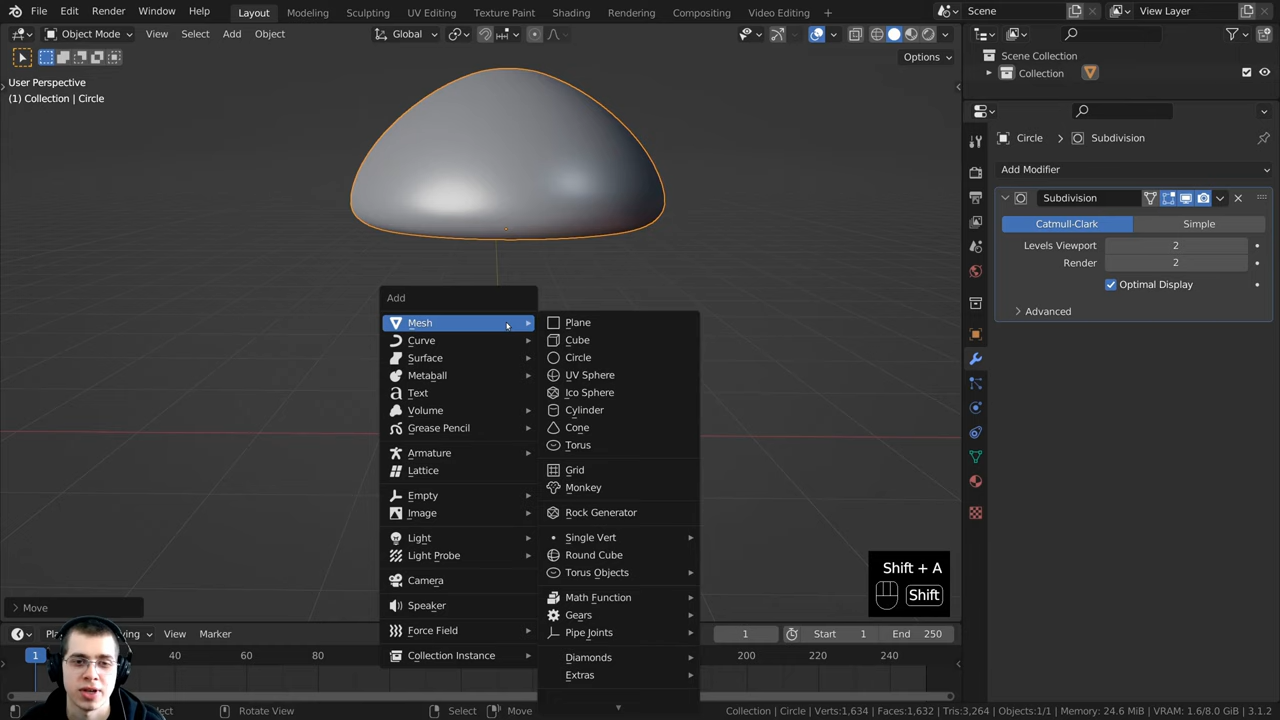 File Edit Render Window Help Layout Modeling Sculpting UV Editing Texture Paint Shading Rendering Compositing Video Editing + Scene View Layer
Object Mode View Select Add Object Global
Options
User Perspective
(1) Collection | Circle
Scene Collection
Collection
Circle Subdivision
Add Modifier
Subdivision
Catmull-Clark Simple
Levels Viewport 2
Render 2
Optimal Display
Advanced
Add
Mesh
Curve
Surface
Metaball
Text
Volume
Grease Pencil
Armature
Lattice
Empty
Image
Light
Light Probe
Camera
Speaker
Force Field
Collection Instance
Plane
Cube
Circle
UV Sphere
Ico Sphere
Cylinder
Cone
Torus
Grid
Monkey
Rock Generator
Single Vert
Round Cube
Torus Objects
Math Function
Gears
Pipe Joints
Diamonds
Extras
Shift + A
Shift
Move
View Marker 1 Start 1 End 250
1 40 60 80 200 220 240
Rotate View Select Move Collection | Circle | Verts:1,634 | Faces:1,632 | Tris:3,264 | Objects:1/1 | Memory: 24.6 MiB | VRAM: 1.6/8.0 GiB | 3.1.2